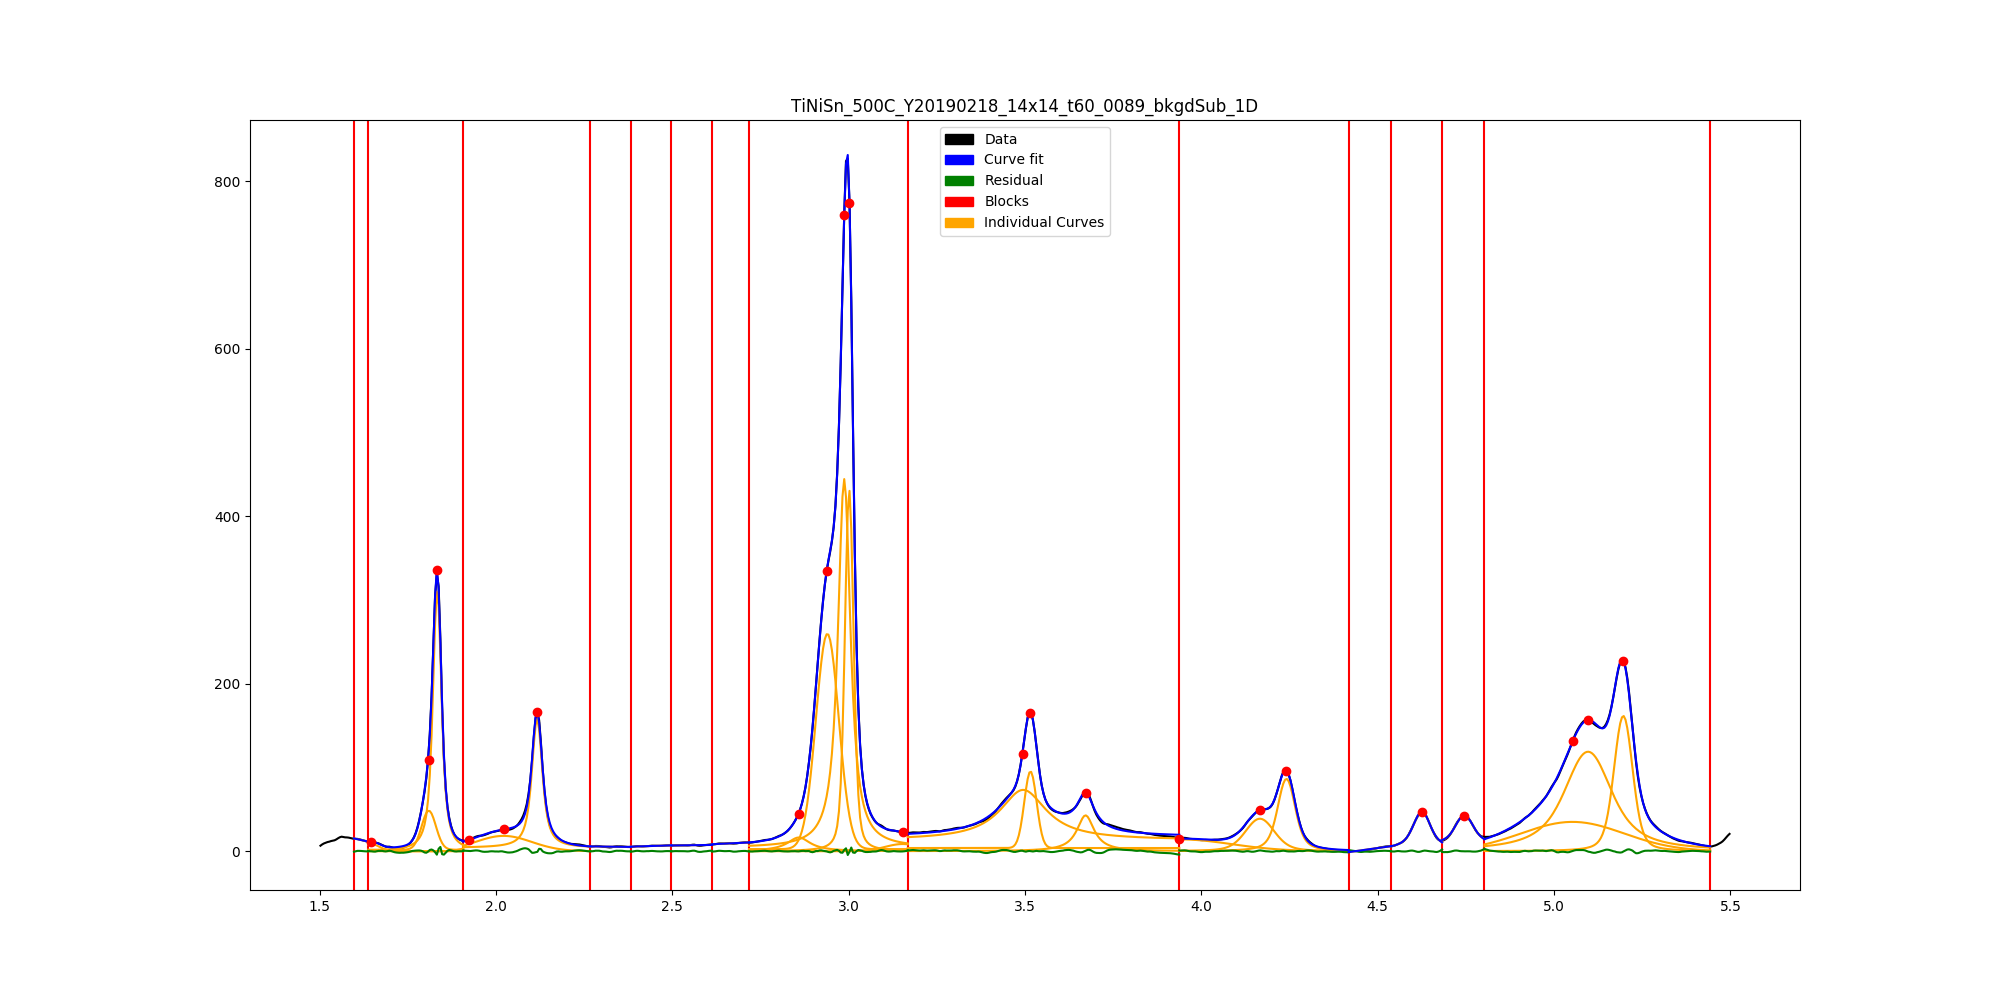 TiNiSn_500C_Y20190218_14x14_t60_0089_bkgdSub_1D
Data
Curve fit
Residual
Blocks
Individual Curves
800
600
400
200
0
1.5 2.0 2.5 3.0 3.5 4.0 4.5 5.0 5.5